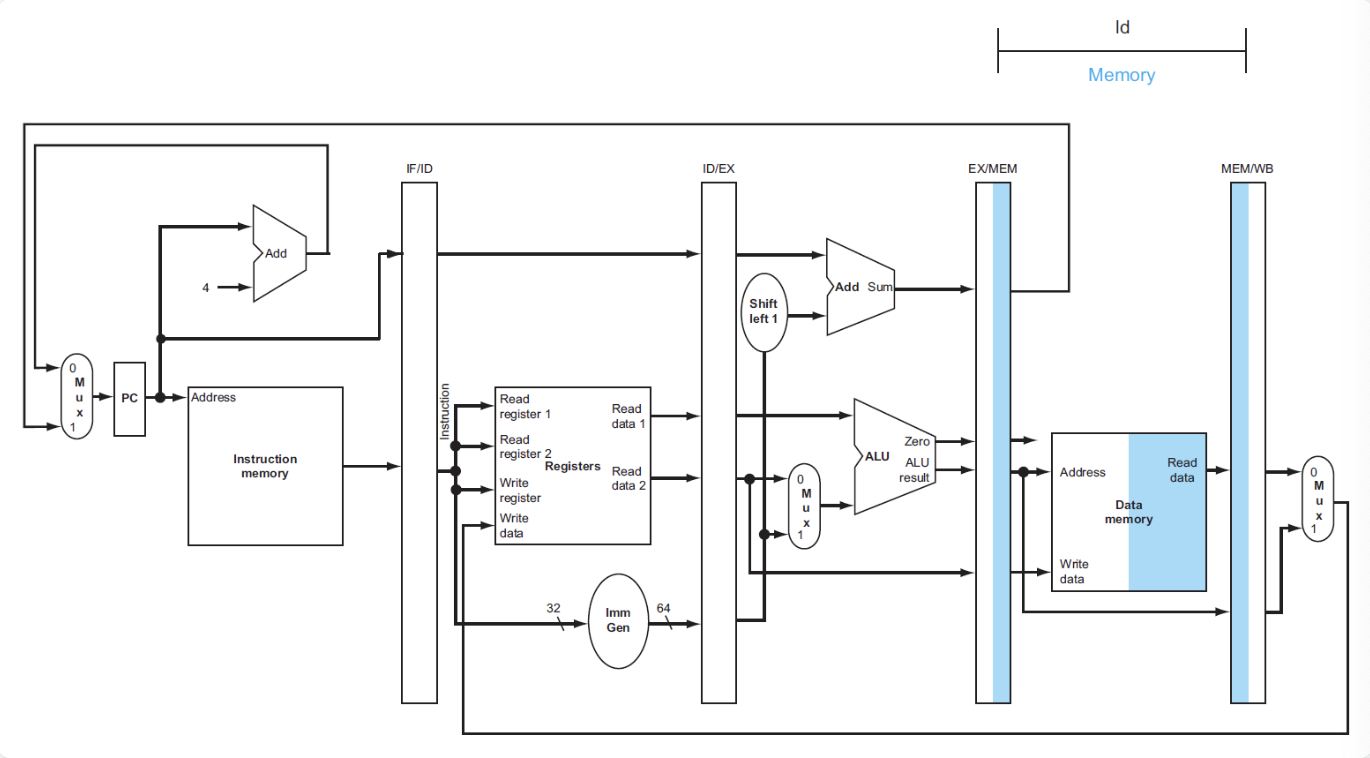 ld
Memory
IF/ID
ID/EX
EX/MEM
MEM/WB
Add
4
Add Sum
Shift
left 1
0
M
u
x
1
PC
Address
Instruction
memory
Instruction
Read
register 1
Read
register 2
Write
register
Write
data
Registers
Read
data 1
Read
data 2
0
M
u
x
1
Zero
ALU
ALU
result
Address
Read
data
Data
memory
Write
data
0
M
u
x
1
32
Imm
Gen
64